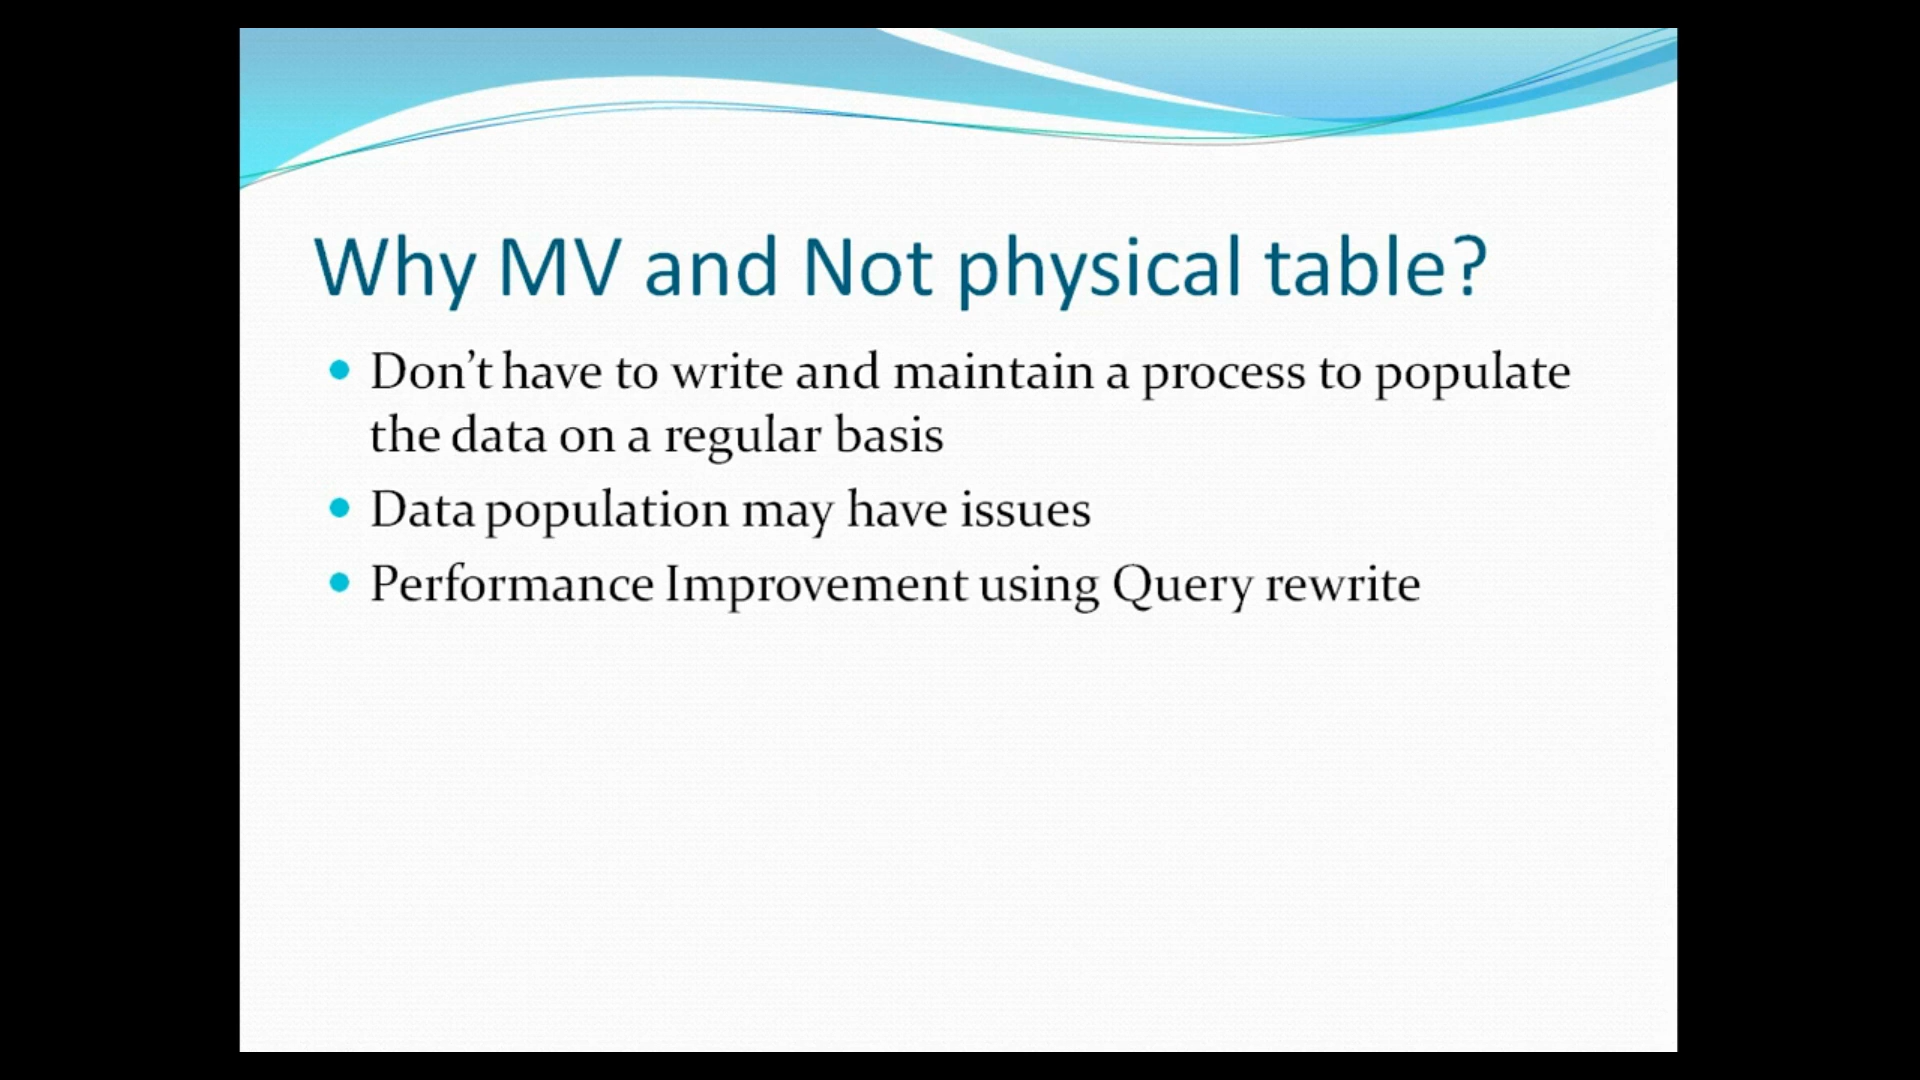 Why MV and Not physical table?
Don't have to write and maintain a process to populate
the data on a regular basis
Data population may have issues
Performance Improvement using Query rewrite